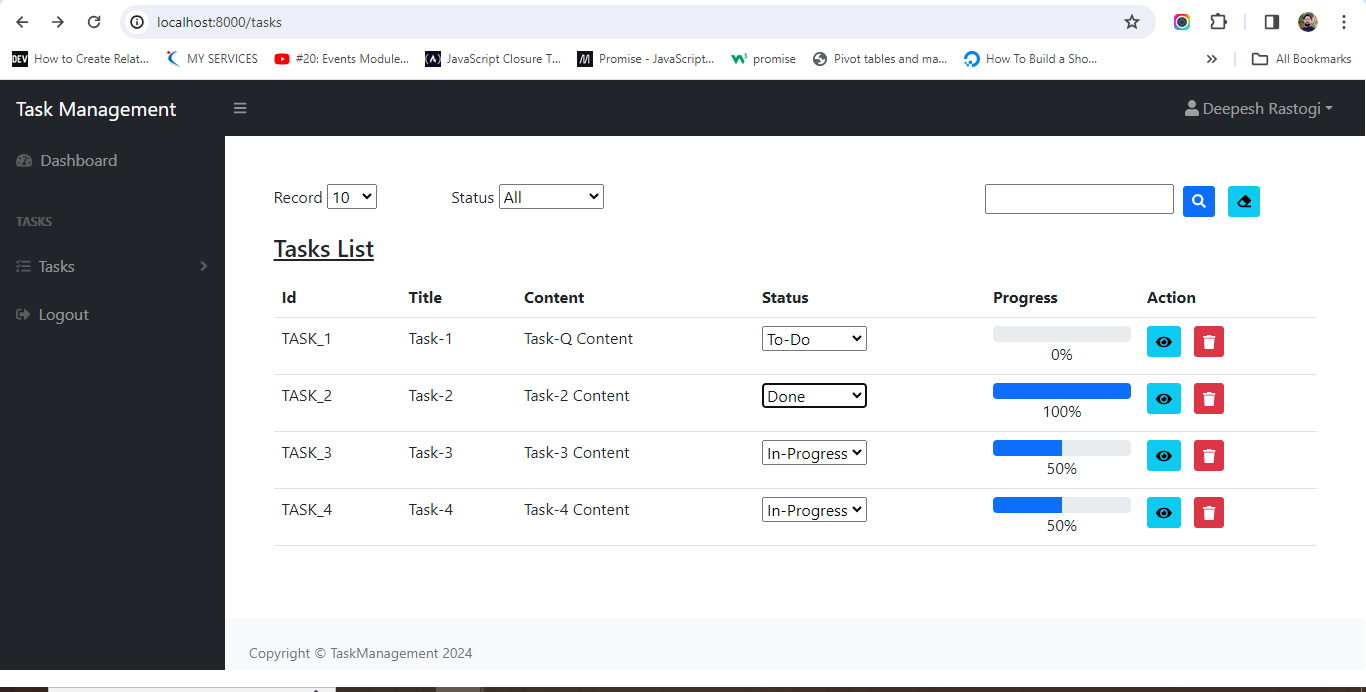 localhost:8000/tasks
DEV How to Create Relat... MY SERVICES #20: Events Module... JavaScript Closure T... Promise - JavaScript... promise Pivot tables and ma... How To Build a Sho... All Bookmarks
Task Management Deepesh Rastogi
Dashboard
TASKS
Tasks
Logout
Record 10 Status All
Tasks List
Id Title Content Status Progress Action
TASK_1 Task-1 Task-Q Content To-Do 0%
TASK_2 Task-2 Task-2 Content Done 100%
TASK_3 Task-3 Task-3 Content In-Progress 50%
TASK_4 Task-4 Task-4 Content In-Progress 50%
Copyright © TaskManagement 2024